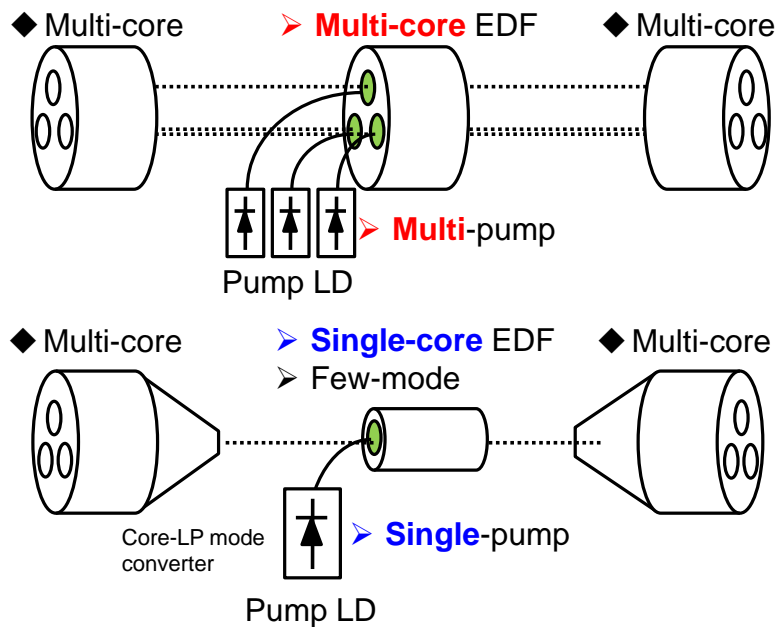 ◆ Multi-core
➢ Multi-core EDF
◆ Multi-core
➢ Multi-pump
Pump LD
◆ Multi-core
➢ Single-core EDF
◆ Multi-core
➢ Few-mode
Core-LP mode
converter
➢ Single-pump
Pump LD